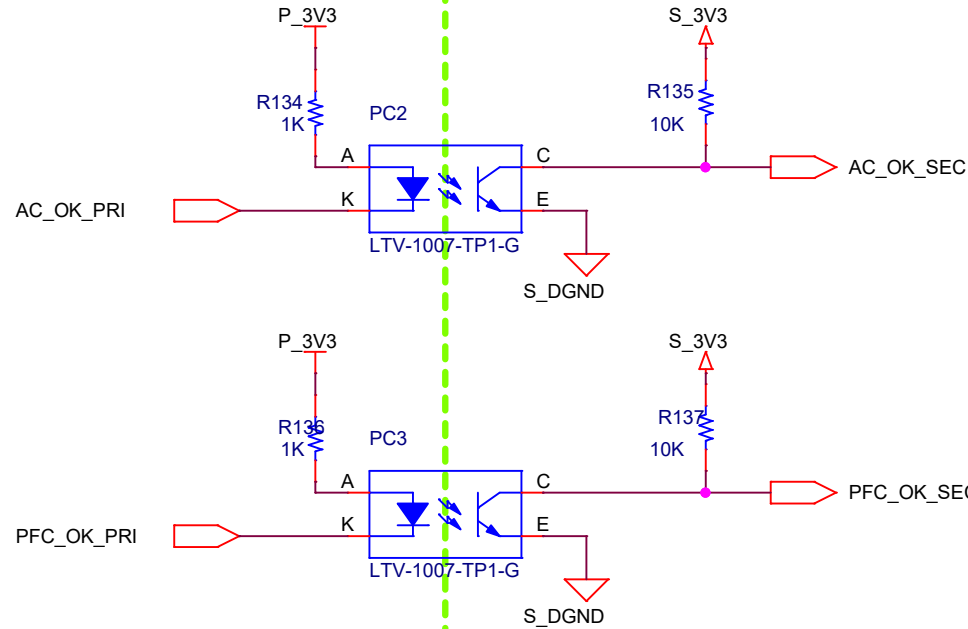 P_3V3
S_3V3
R134
1K
PC2
R135
10K
A
C
AC_OK_SEC
K
E
AC_OK_PRI
LTV-1007-TP1-G
S_DGND
P_3V3
S_3V3
R136
1K
PC3
R137
10K
A
C
PFC_OK_SEC
K
E
PFC_OK_PRI
LTV-1007-TP1-G
S_DGND